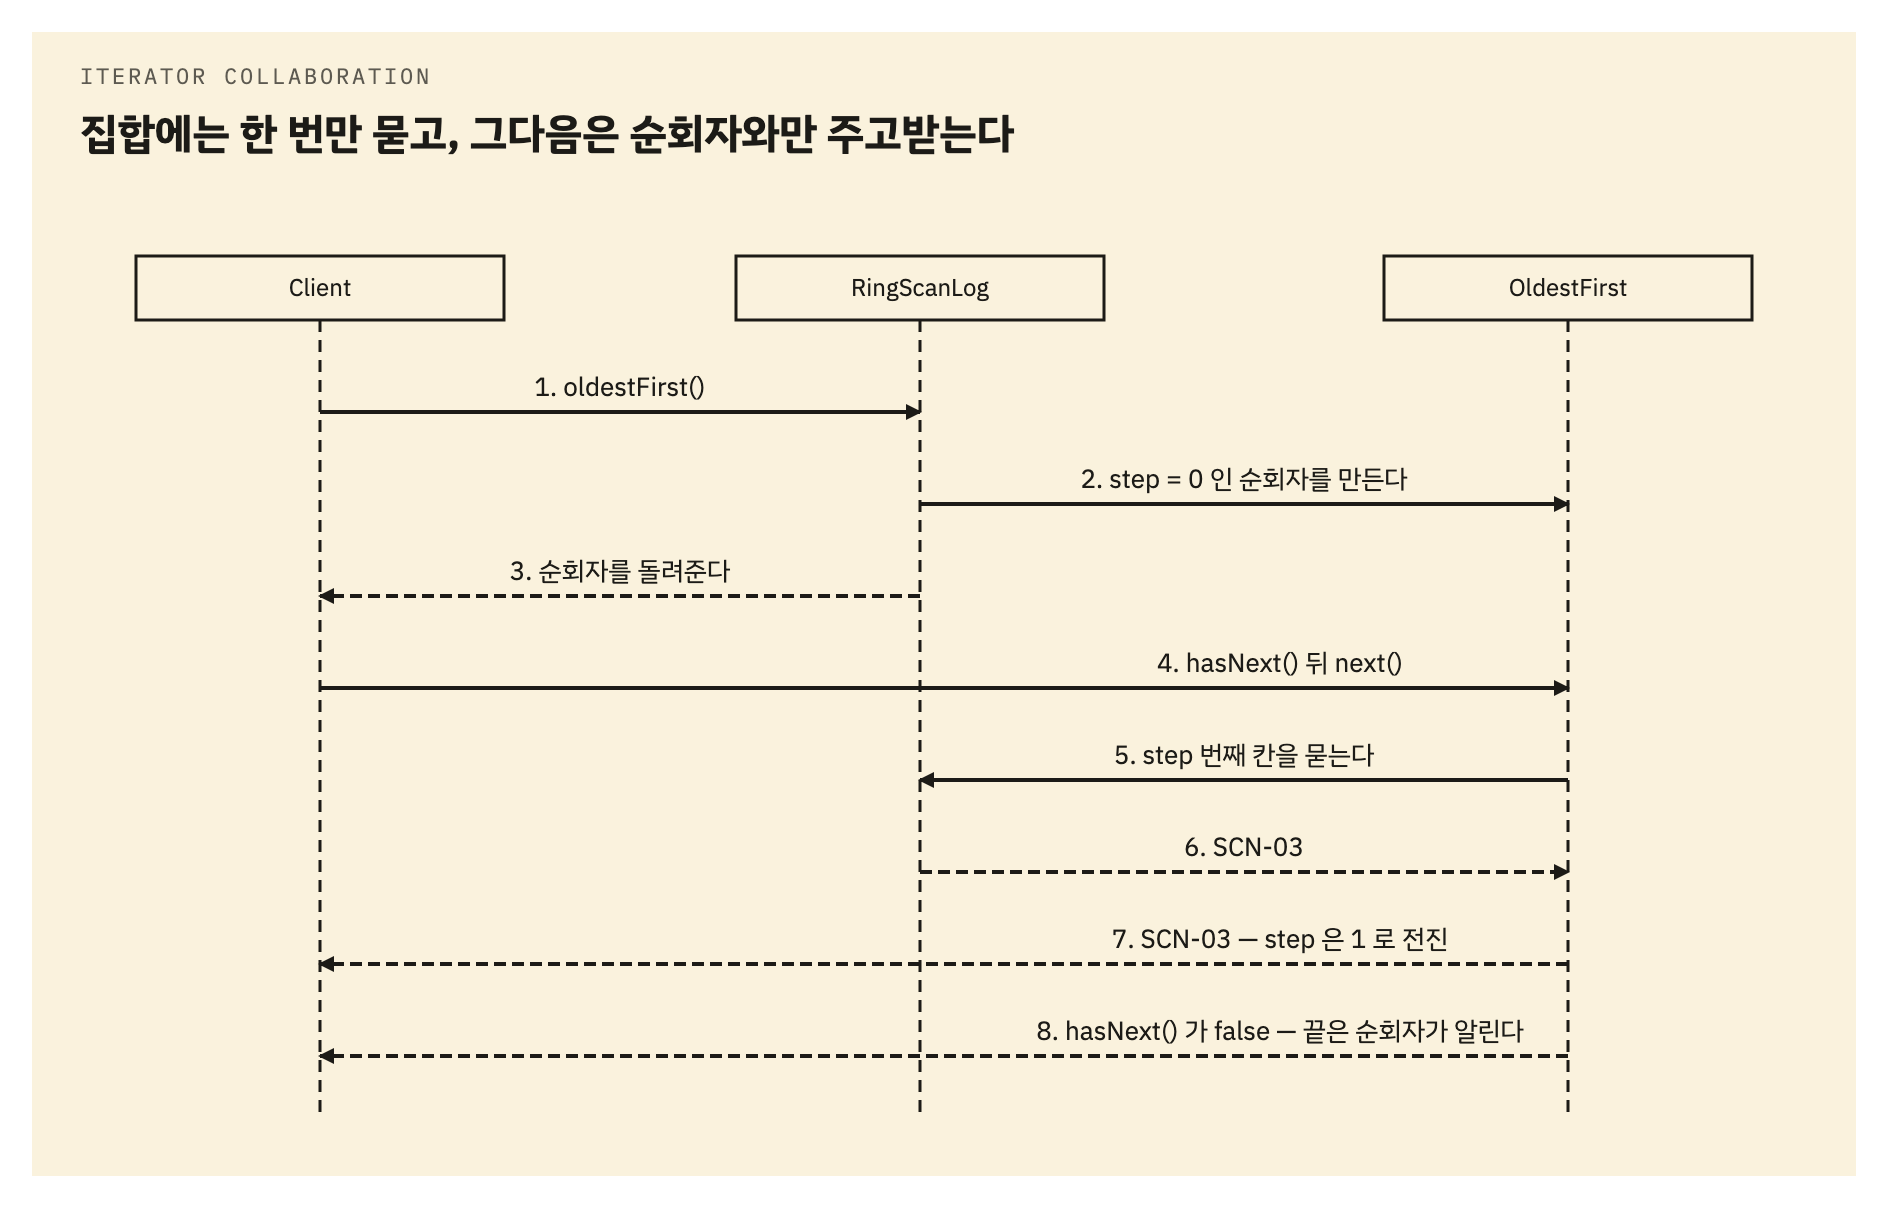 ITERATOR COLLABORATION
집합에는 한 번만 묻고, 그다음은 순회자와만 주고받는다
Client
RingScanLog
OldestFirst
1. oldestFirst()
2. step = 0 인 순회자를 만든다
3. 순회자를 돌려준다
4. hasNext() 뒤 next()
5. step 번째 칸을 묻는다
6. SCN-03
7. SCN-03 — step 은 1 로 전진
8. hasNext() 가 false — 끝은 순회자가 알린다